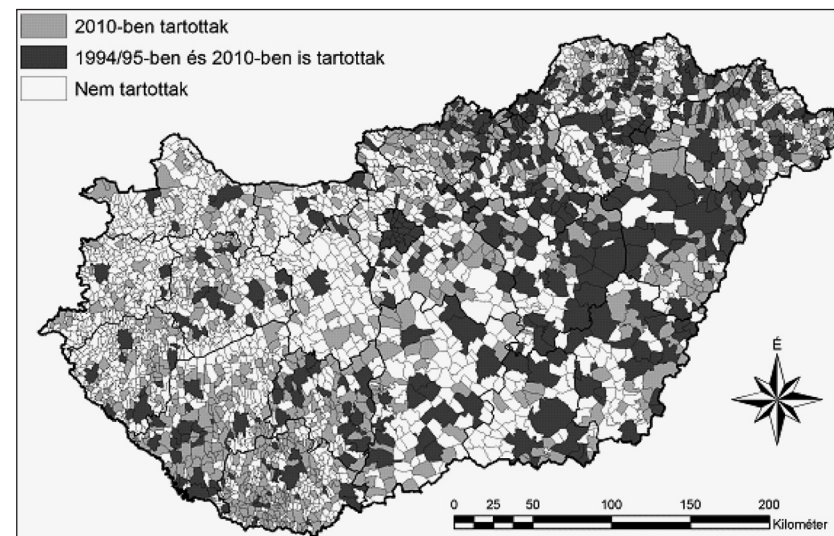 2010-ben tartottak
1994/95-ben és 2010-ben is tartottak
Nem tartottak
É
0 25 50 100 150 200
Kilométer